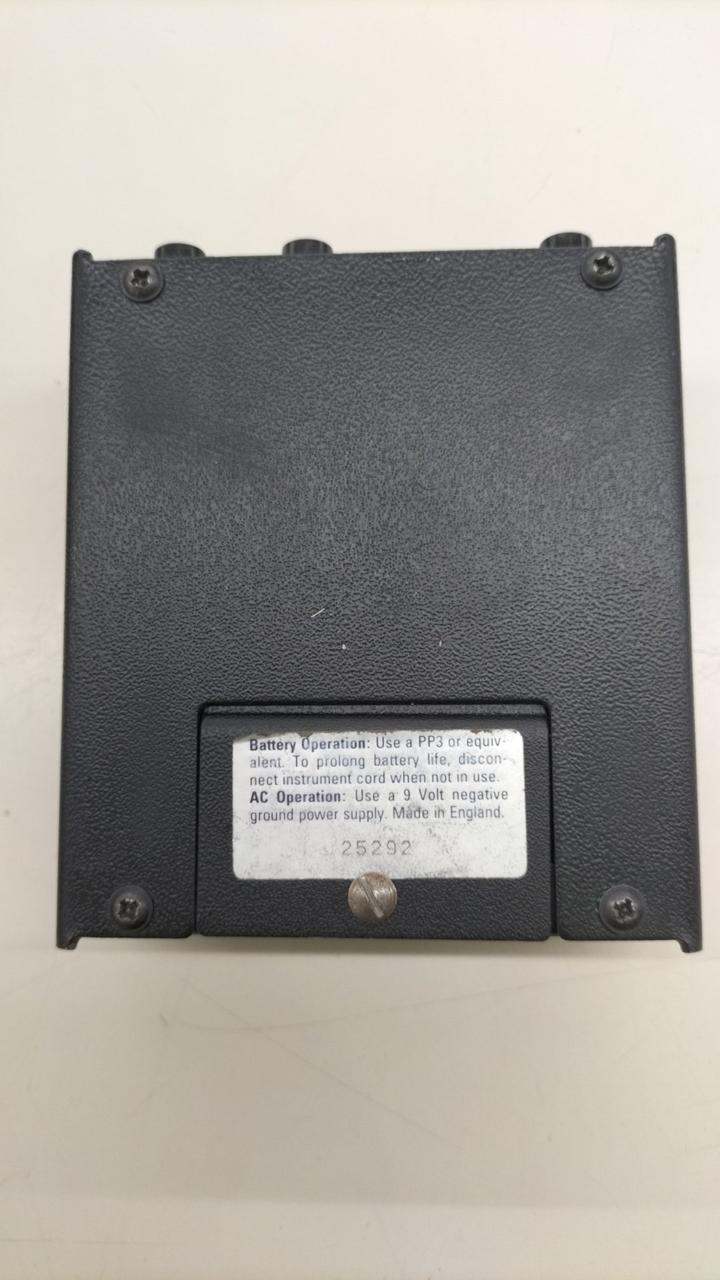 Battery Operation: Use a PP3 or equiv-
alent. To prolong battery life, discon-
nect instrument cord when not in use.
AC Operation: Use a 9 Volt negative
ground power supply. Made in England.
25292